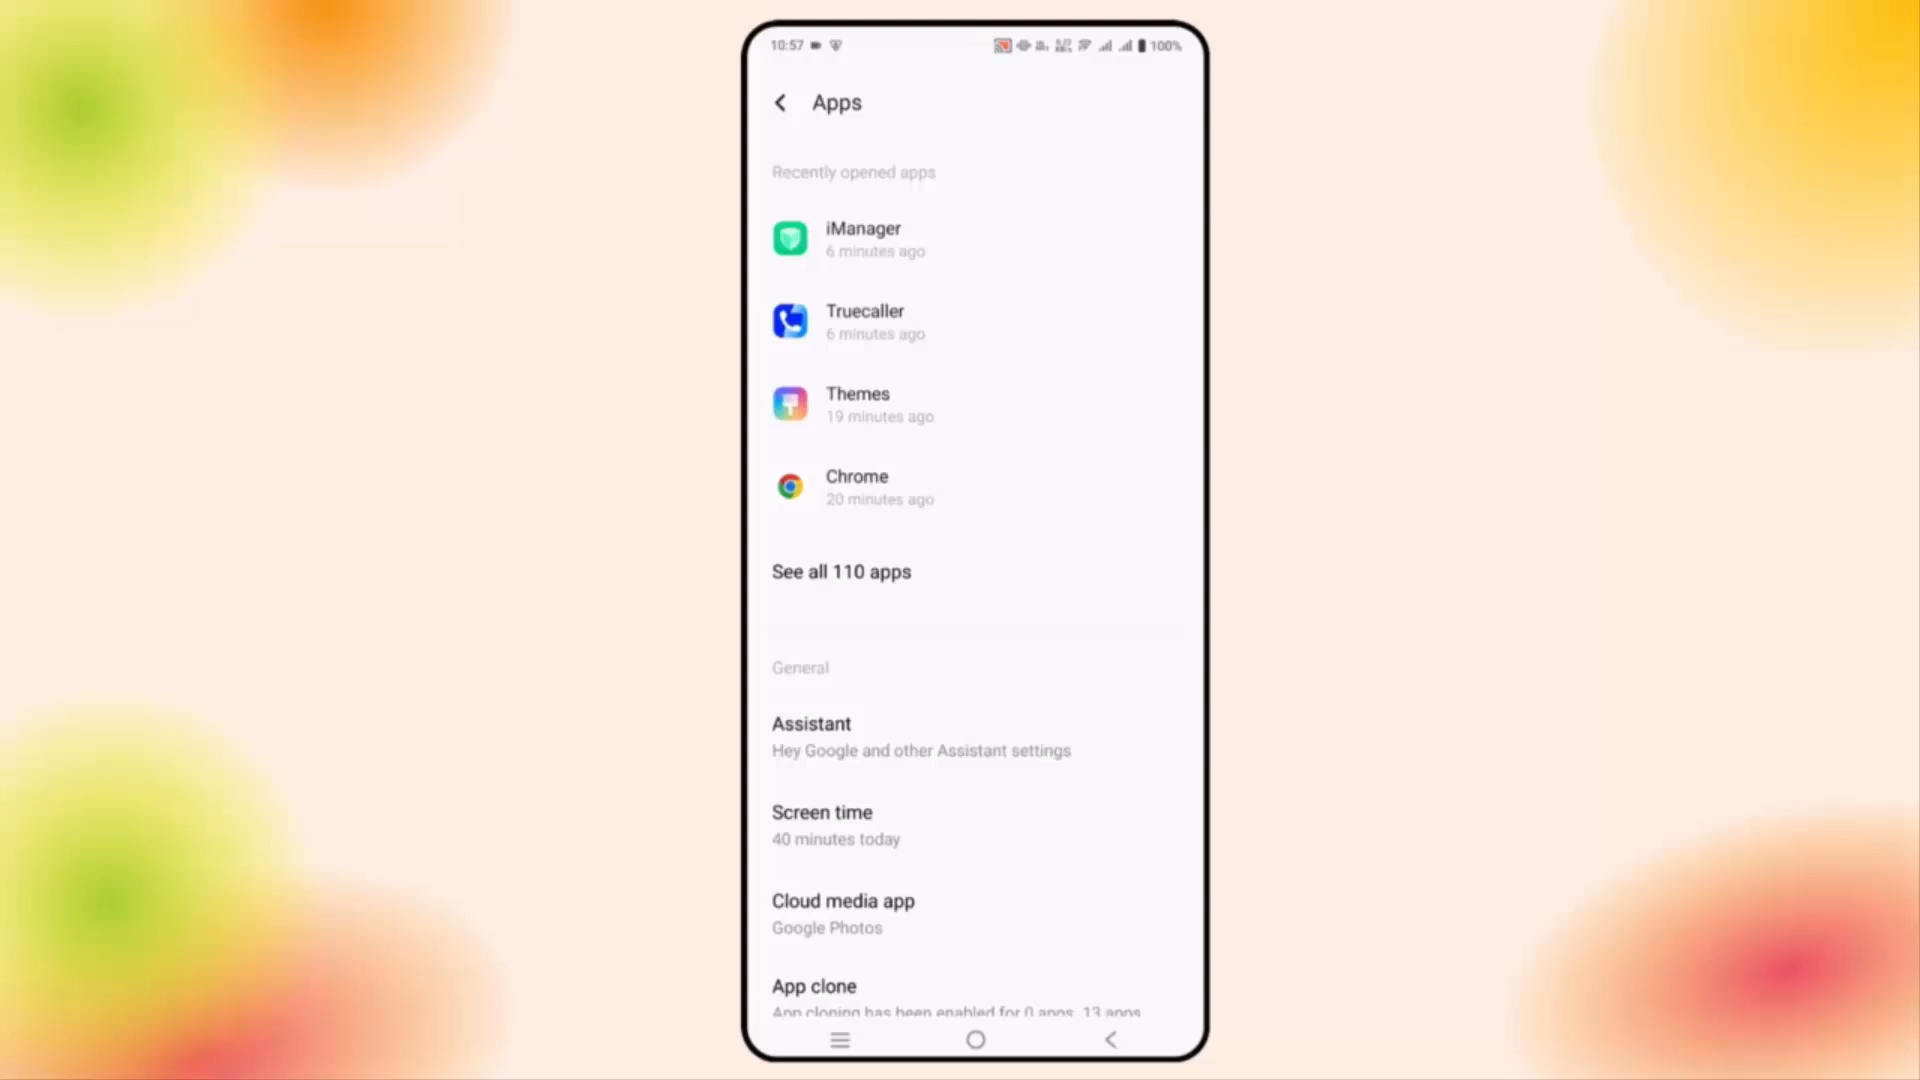 10:57
100%
Apps
Recently opened apps
iManager
6 minutes ago
Truecaller
6 minutes ago
Themes
19 minutes ago
Chrome
20 minutes ago
See all 110 apps
General
Assistant
Hey Google and other Assistant settings
Screen time
40 minutes today
Cloud media app
Google Photos
App clone
App cloning has been enabled for 0 apps. 13 apps